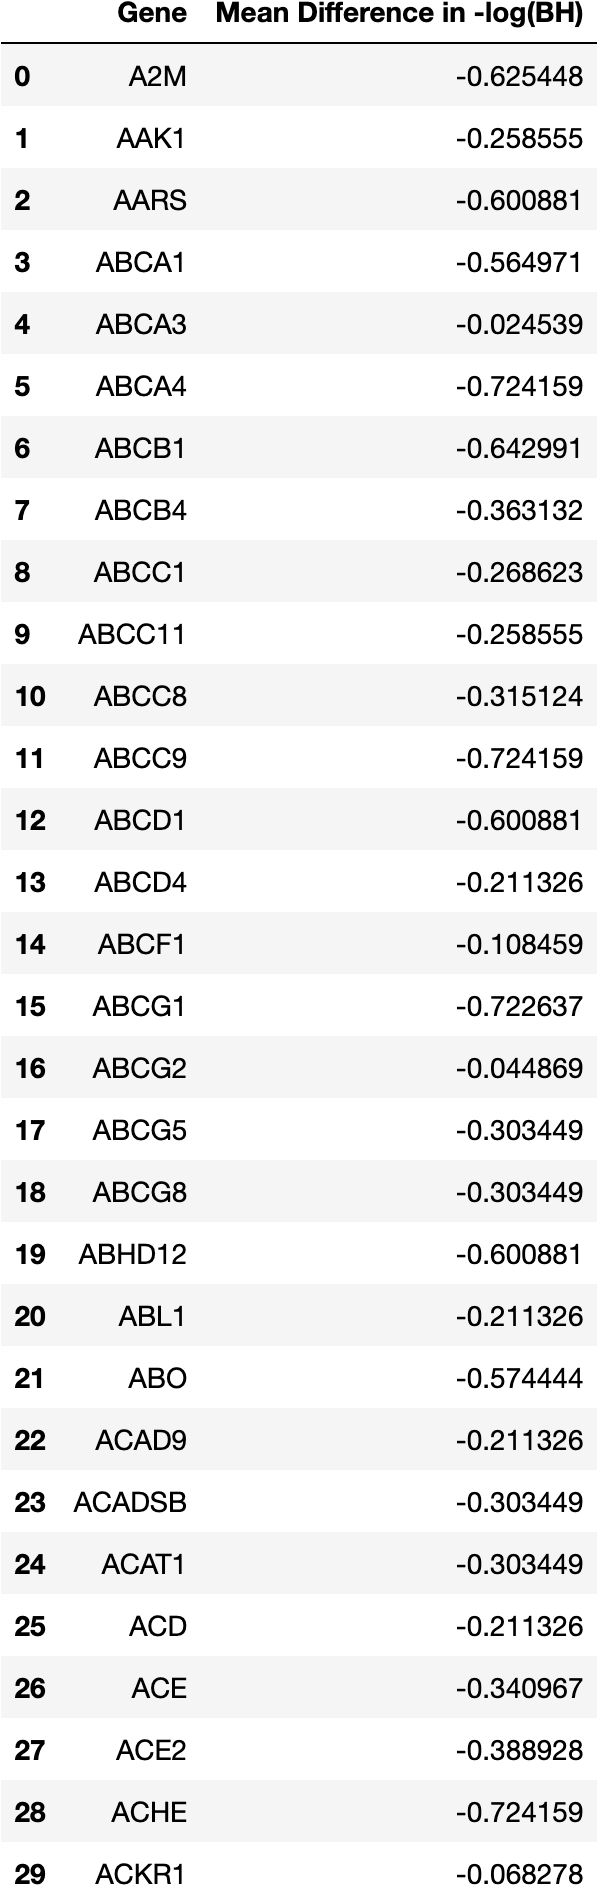 Gene Mean Difference in -log(BH)
0 A2M -0.625448
1 AAK1 -0.258555
2 AARS -0.600881
3 ABCA1 -0.564971
4 ABCA3 -0.024539
5 ABCA4 -0.724159
6 ABCB1 -0.642991
7 ABCB4 -0.363132
8 ABCC1 -0.268623
9 ABCC11 -0.258555
10 ABCC8 -0.315124
11 ABCC9 -0.724159
12 ABCD1 -0.600881
13 ABCD4 -0.211326
14 ABCF1 -0.108459
15 ABCG1 -0.722637
16 ABCG2 -0.044869
17 ABCG5 -0.303449
18 ABCG8 -0.303449
19 ABHD12 -0.600881
20 ABL1 -0.211326
21 ABO -0.574444
22 ACAD9 -0.211326
23 ACADSB -0.303449
24 ACAT1 -0.303449
25 ACD -0.211326
26 ACE -0.340967
27 ACE2 -0.388928
28 ACHE -0.724159
29 ACKR1 -0.068278